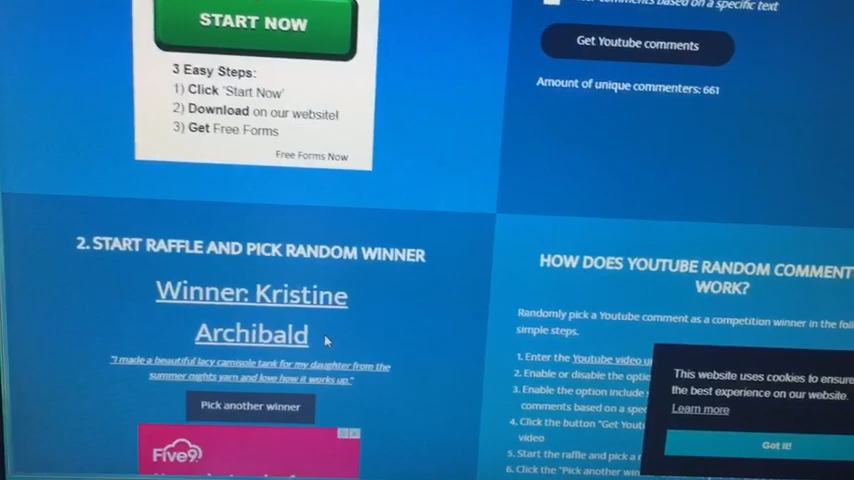 START NOW
3 Easy Steps:
1) Click 'Start Now'
2) Download on our website!
3) Get Free Forms
Free Forms Now
comments based on a specific text
Get Youtube comments
Amount of unique commenters: 661
2. START RAFFLE AND PICK RANDOM WINNER
Winner: Kristine
Archibald
"I made a beautiful lacy camisole tank for my daughter from the
summer nights yarn and love how it works up."
Pick another winner
Five9
HOW DOES YOUTUBE RANDOM COMMENT
WORK?
Randomly pick a Youtube comment as a competition winner in the
simple steps.
1. Enter the Youtube video
2. Enable or disable the
3. Enable the option include
comments based on a
4. Click the button "Get
video
5. Start the raffle and pick a
6. Click the "Pick another
This website uses cookies to ensure
the best experience on our website.
Learn more
Got it!